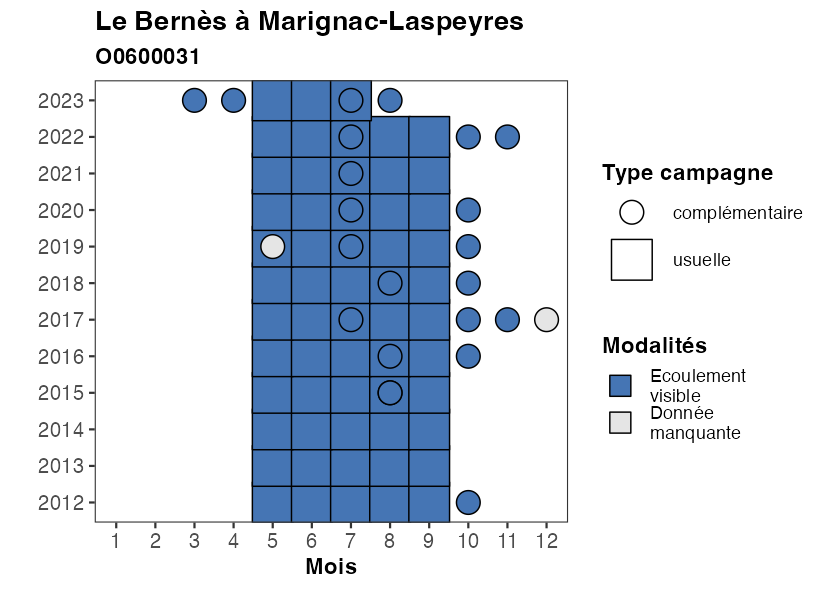 Le Bernès à Marignac-Laspeyres
O0600031
2023
2022
2021
2020
2019
2018
2017
2016
2015
2014
2013
2012
1 2 3 4 5 6 7 8 9 10 11 12
Mois
Type campagne
complémentaire
usuelle
Modalités
Ecoulement
visible
Donnée
manquante